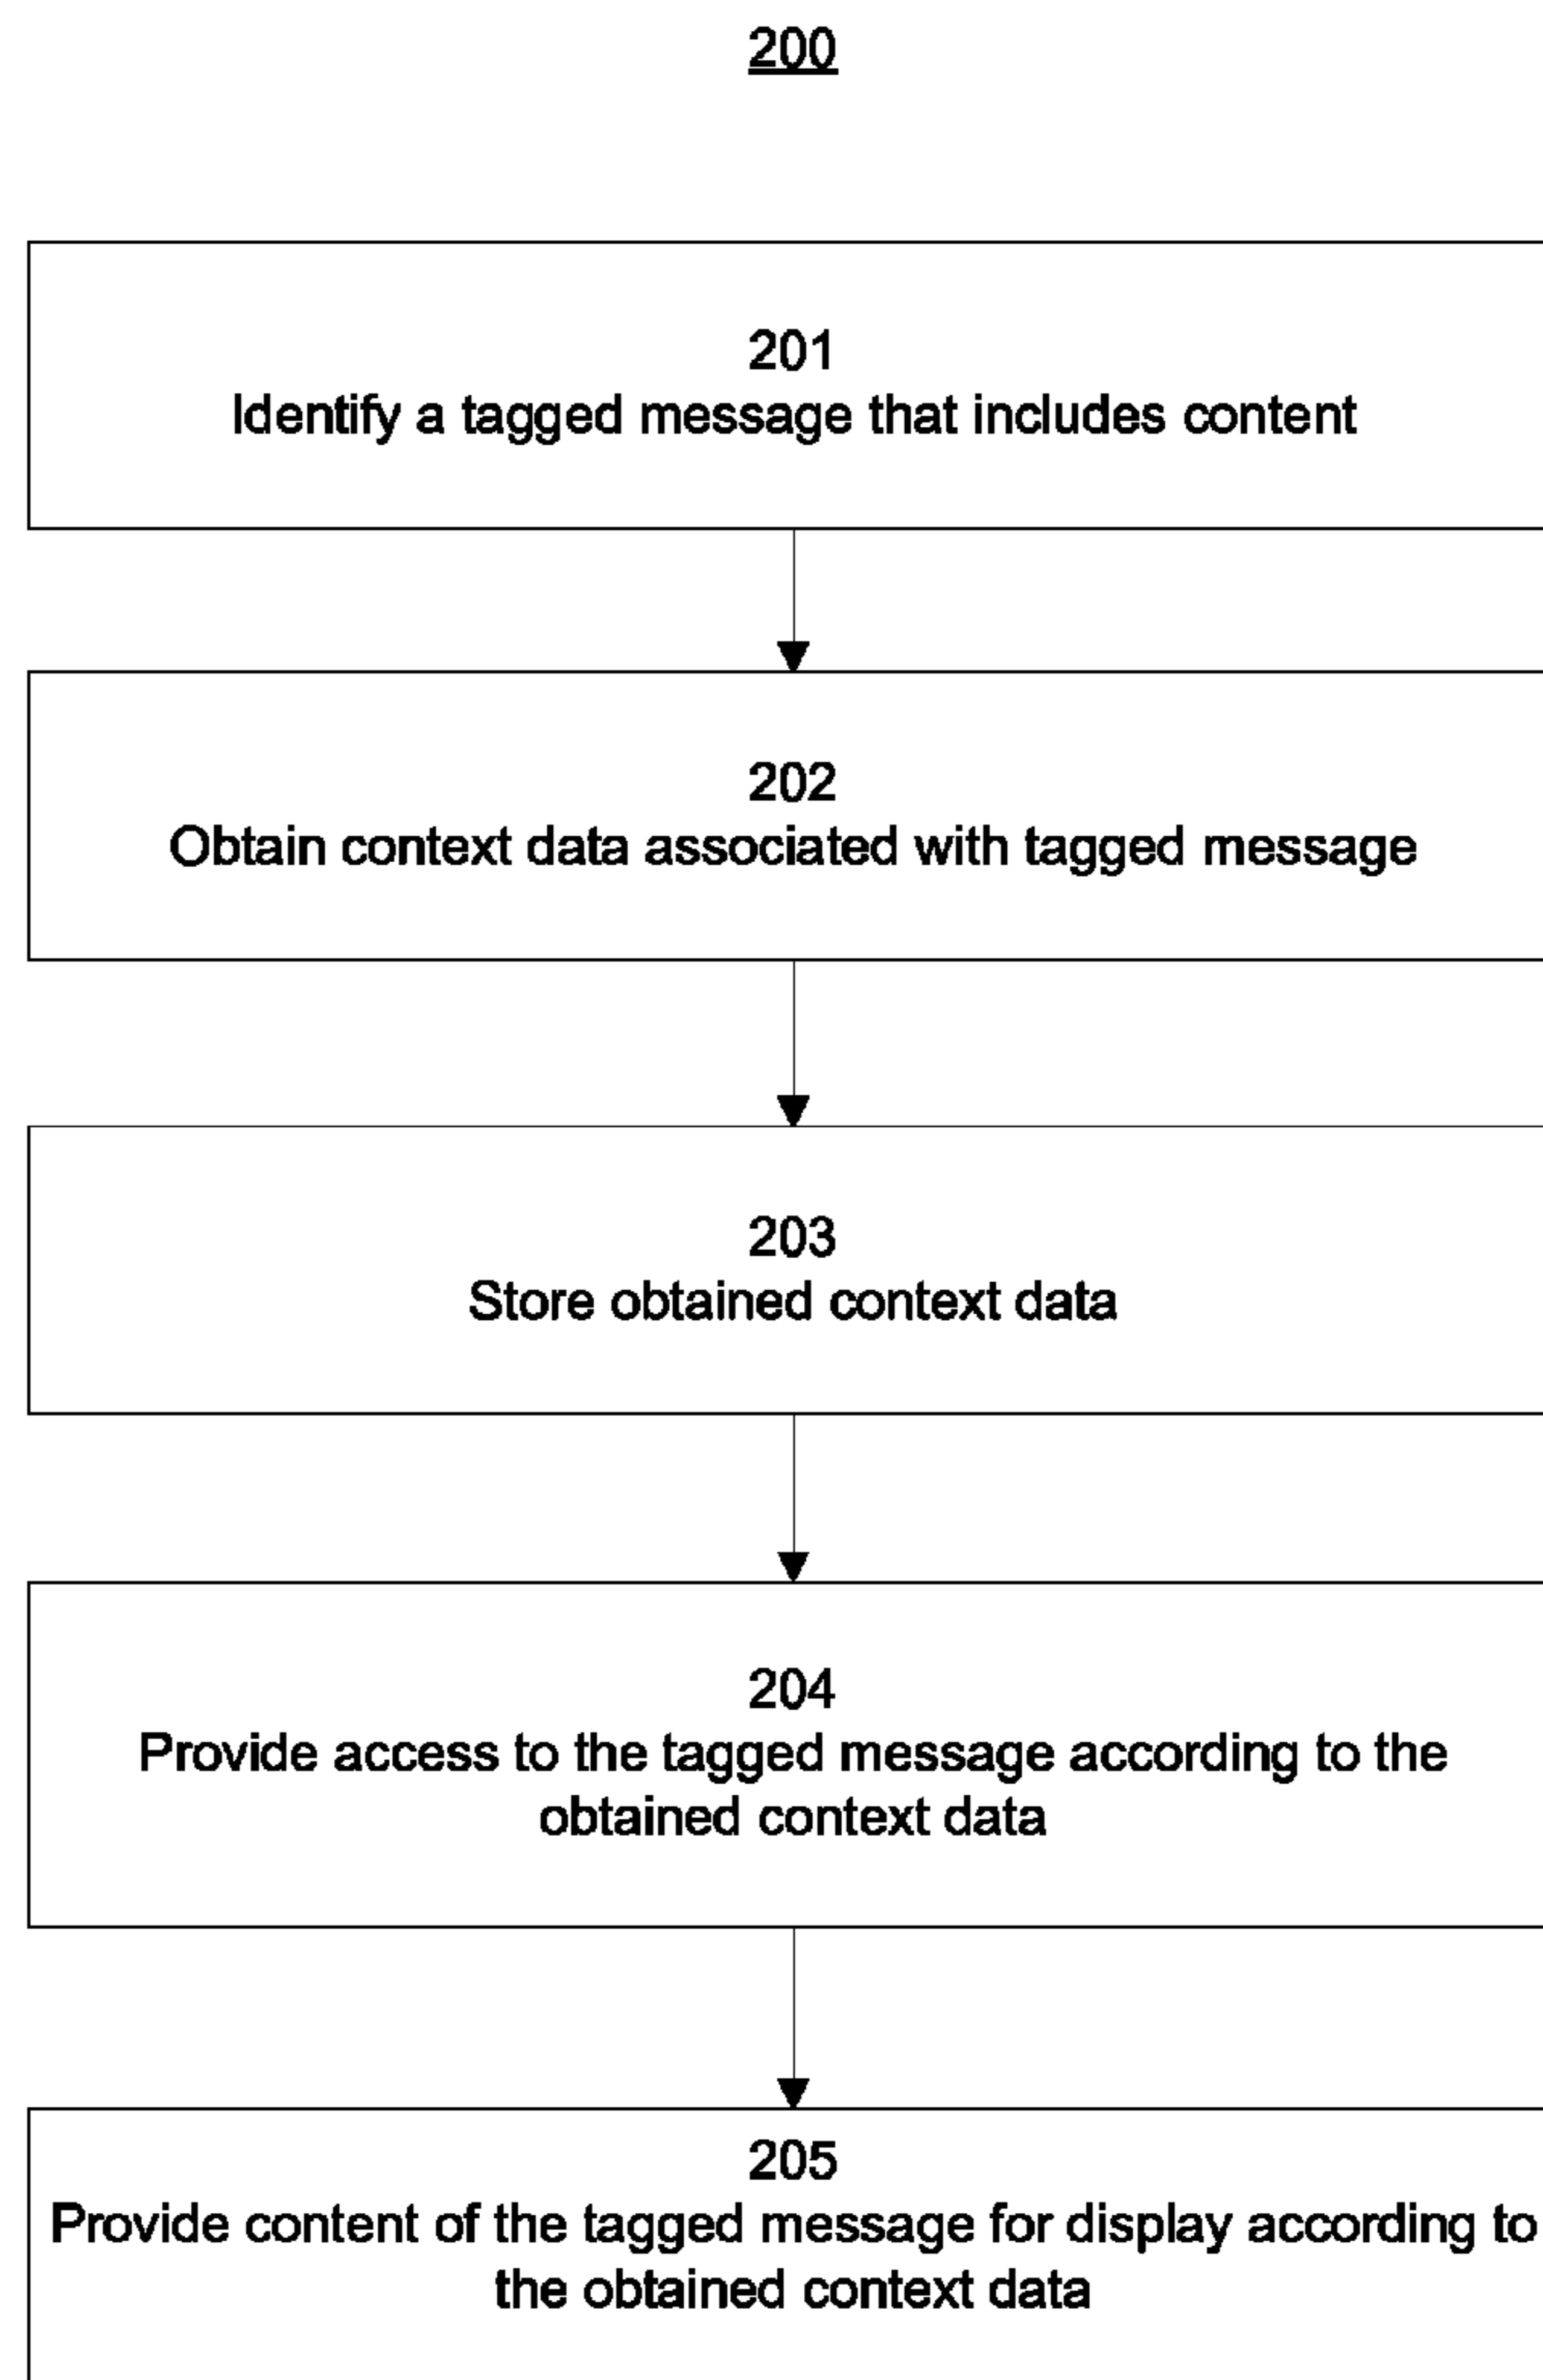 200
201
Identify a tagged message that includes content
202
Obtain context data associated with tagged message
203
Store obtained context data
204
Provide access to the tagged message according to the
obtained context data
205
Provide content of the tagged message for display according to
the obtained context data